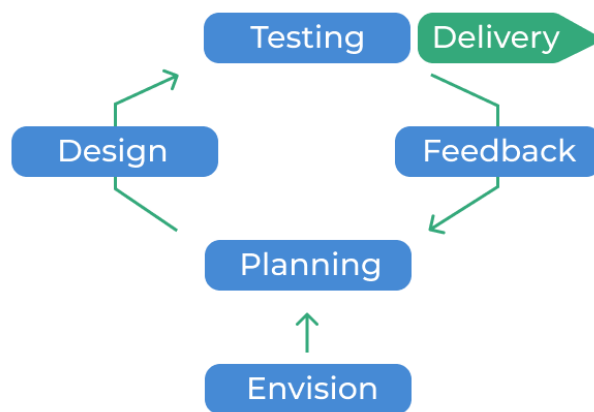 Testing
Delivery
Design
Feedback
Planning
Envision